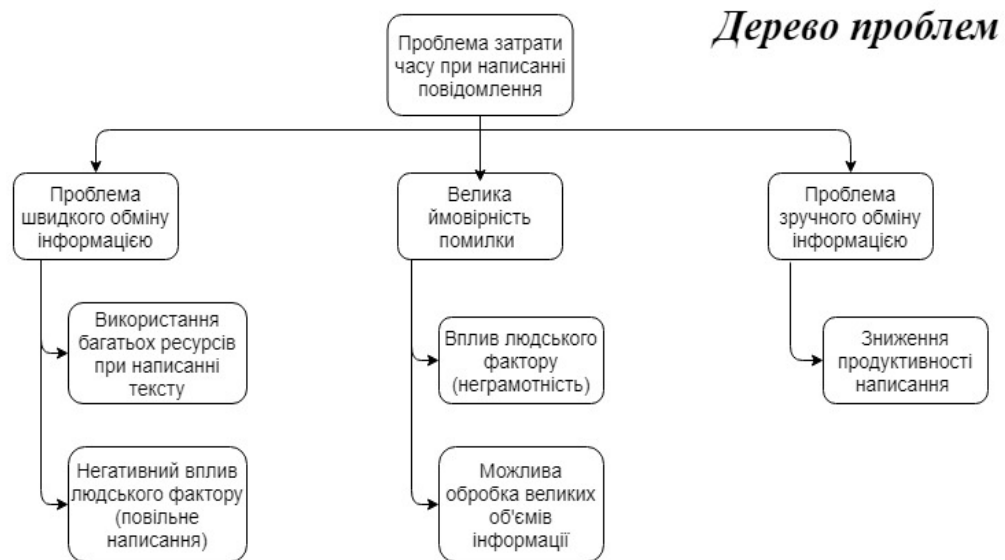 Дерево проблем
Проблема затрати
часу при написанні
повідомлення
Проблема
швидкого обміну
інформацією
Велика
ймовірність
помилки
Проблема
зручного обміну
інформацією
Використання
багатьох ресурсів
при написанні
тексту
Вплив людського
фактору
(неграмотність)
Зниження
продуктивності
написання
Негативний вплив
людського фактору
(повільне
написання)
Можлива
обробка великих
об'ємів
інформації